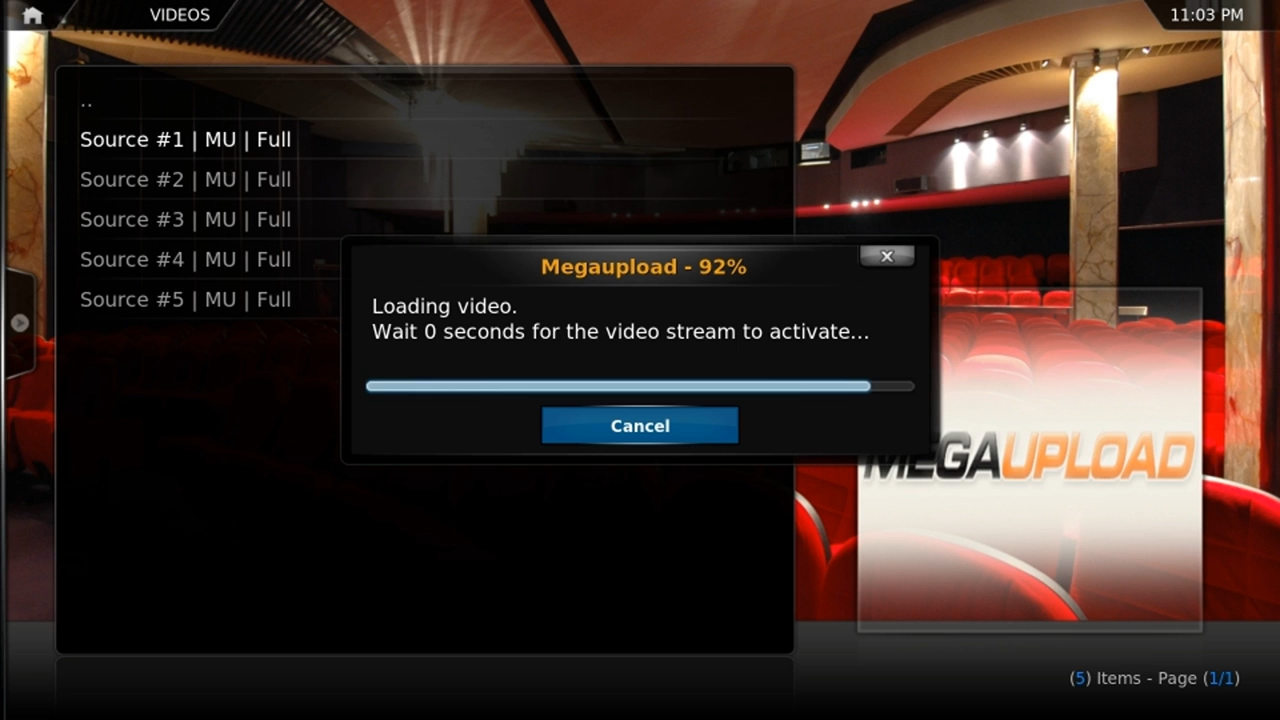 VIDEOS
11:03 PM
..
Source #1 | MU | Full
Source #2 | MU | Full
Source #3 | MU | Full
Source #4 | MU | Full
Source #5 | MU | Full
Megaupload - 92%
Loading video.
Wait 0 seconds for the video stream to activate...
Cancel
MEGAUPLOAD
(5) Items - Page (1/1)